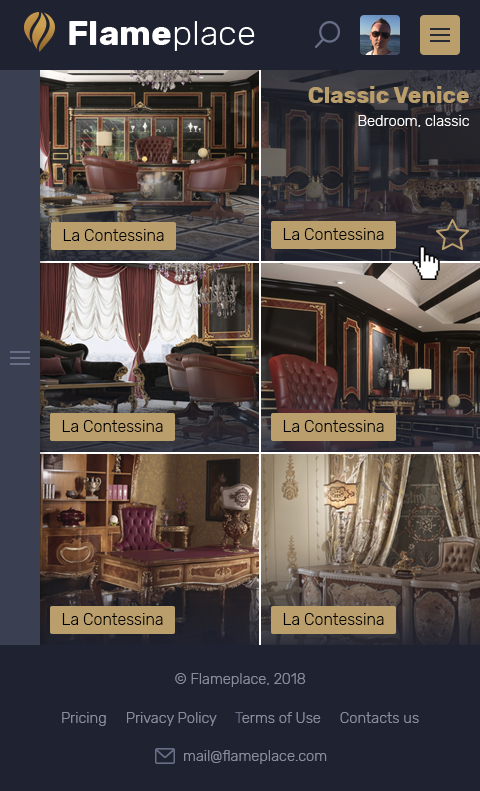 Flameplace
Classic Venice
Bedroom, classic
La Contessina
La Contessina
La Contessina
La Contessina
La Contessina
La Contessina
© Flameplace, 2018
Pricing Privacy Policy Terms of Use Contacts us
mail@flameplace.com